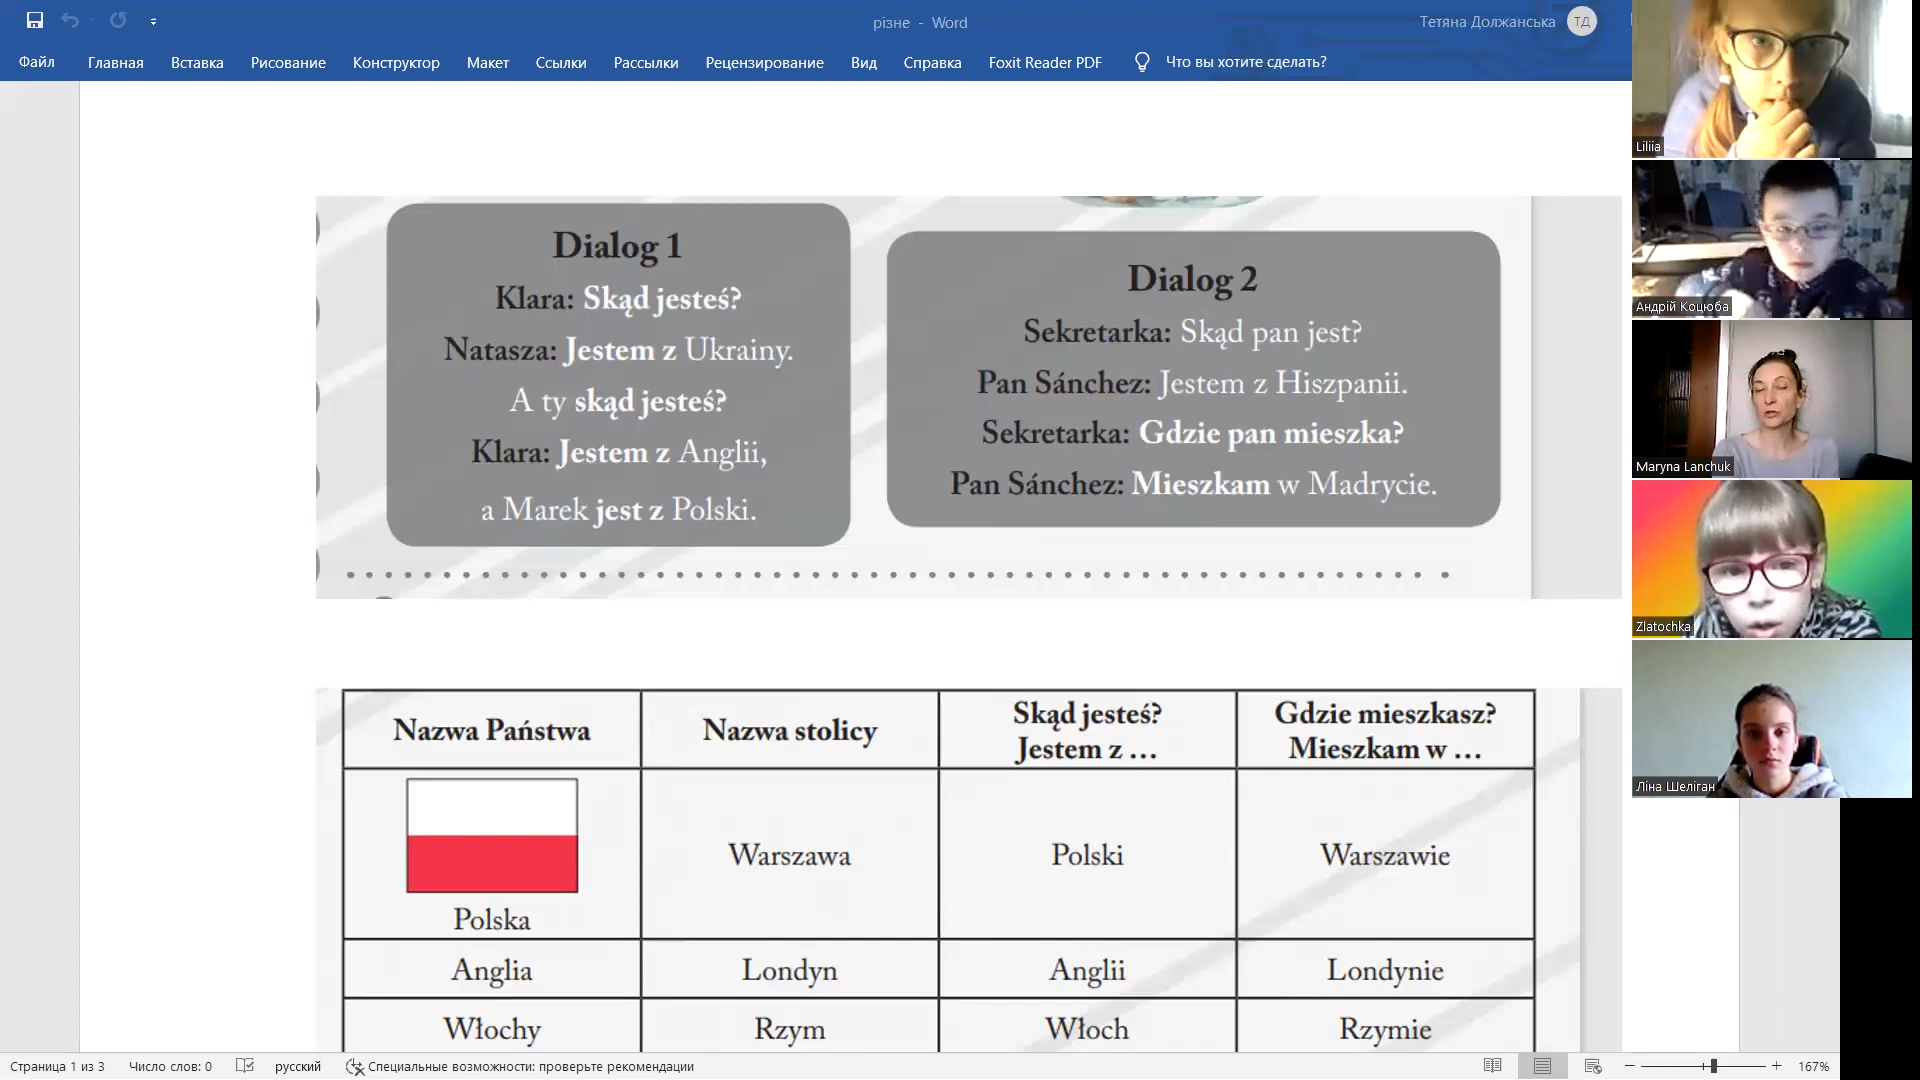 різне - Word
Тетяна Должанська
ТД
Файл
Главная
Вставка
Рисование
Конструктор
Макет
Ссылки
Рассылки
Рецензирование
Вид
Справка
Foxit Reader PDF
Что вы хотите сделать?
Dialog 1
Klara: Skąd jesteś?
Natasza: Jestem z Ukrainy.
A ty skąd jesteś?
Klara: Jestem z Anglii,
a Marek jest z Polski.
Dialog 2
Sekretarka: Skąd pan jest?
Pan Sánchez: Jestem z Hiszpanii.
Sekretarka: Gdzie pan mieszka?
Pan Sánchez: Mieszkam w Madrycie.
Nazwa Państwa
Nazwa stolicy
Skąd jesteś?
Jestem z …
Gdzie mieszkasz?
Mieszkam w …
Polska
Warszawa
Polski
Warszawie
Anglia
Londyn
Anglii
Londynie
Włochy
Rzym
Włoch
Rzymie
Liliia
Андрій Коцюба
Maryna Lanchuk
Zlatochka
Ліна Шеліган
Страница 1 из 3
Число слов: 0
русский
Специальные возможности: проверьте рекомендации
167%